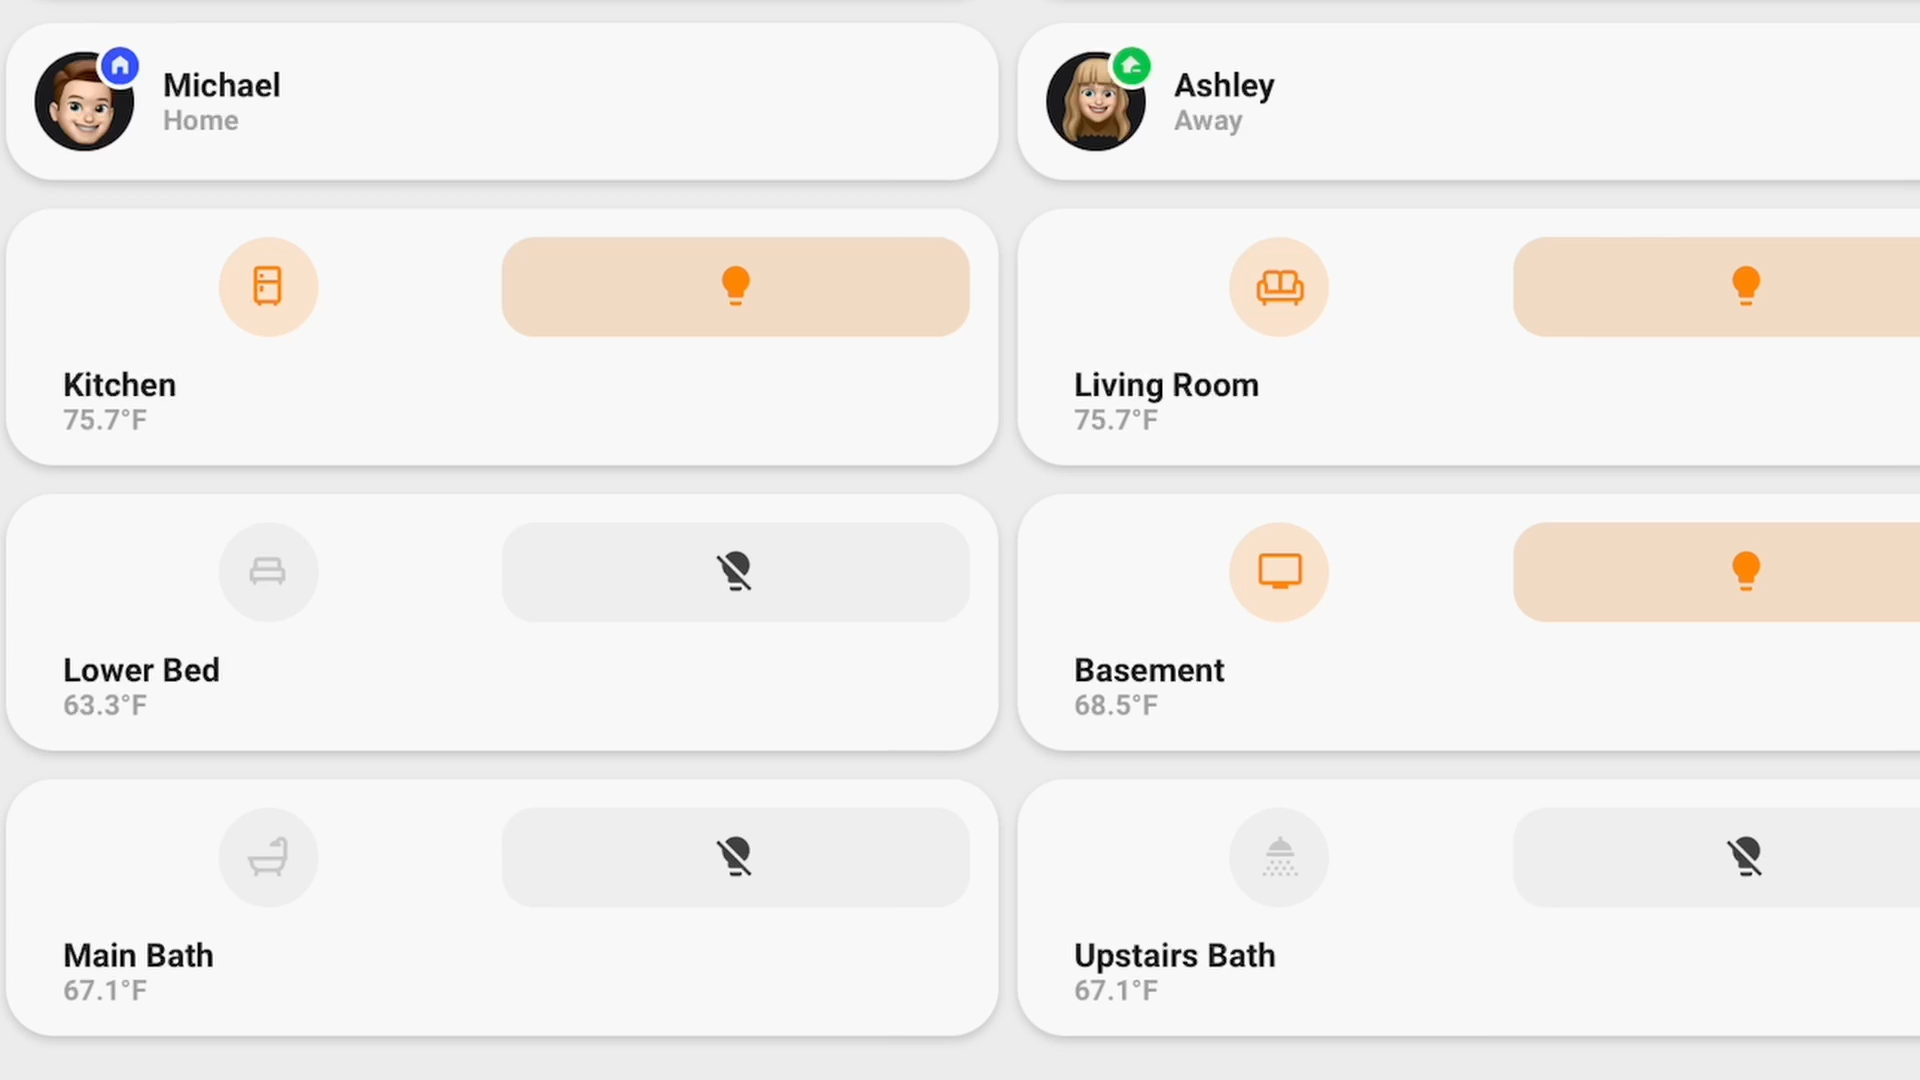 Michael
Home
Ashley
Away
Kitchen
75.7°F
Living Room
75.7°F
Lower Bed
63.3°F
Basement
68.5°F
Main Bath
67.1°F
Upstairs Bath
67.1°F